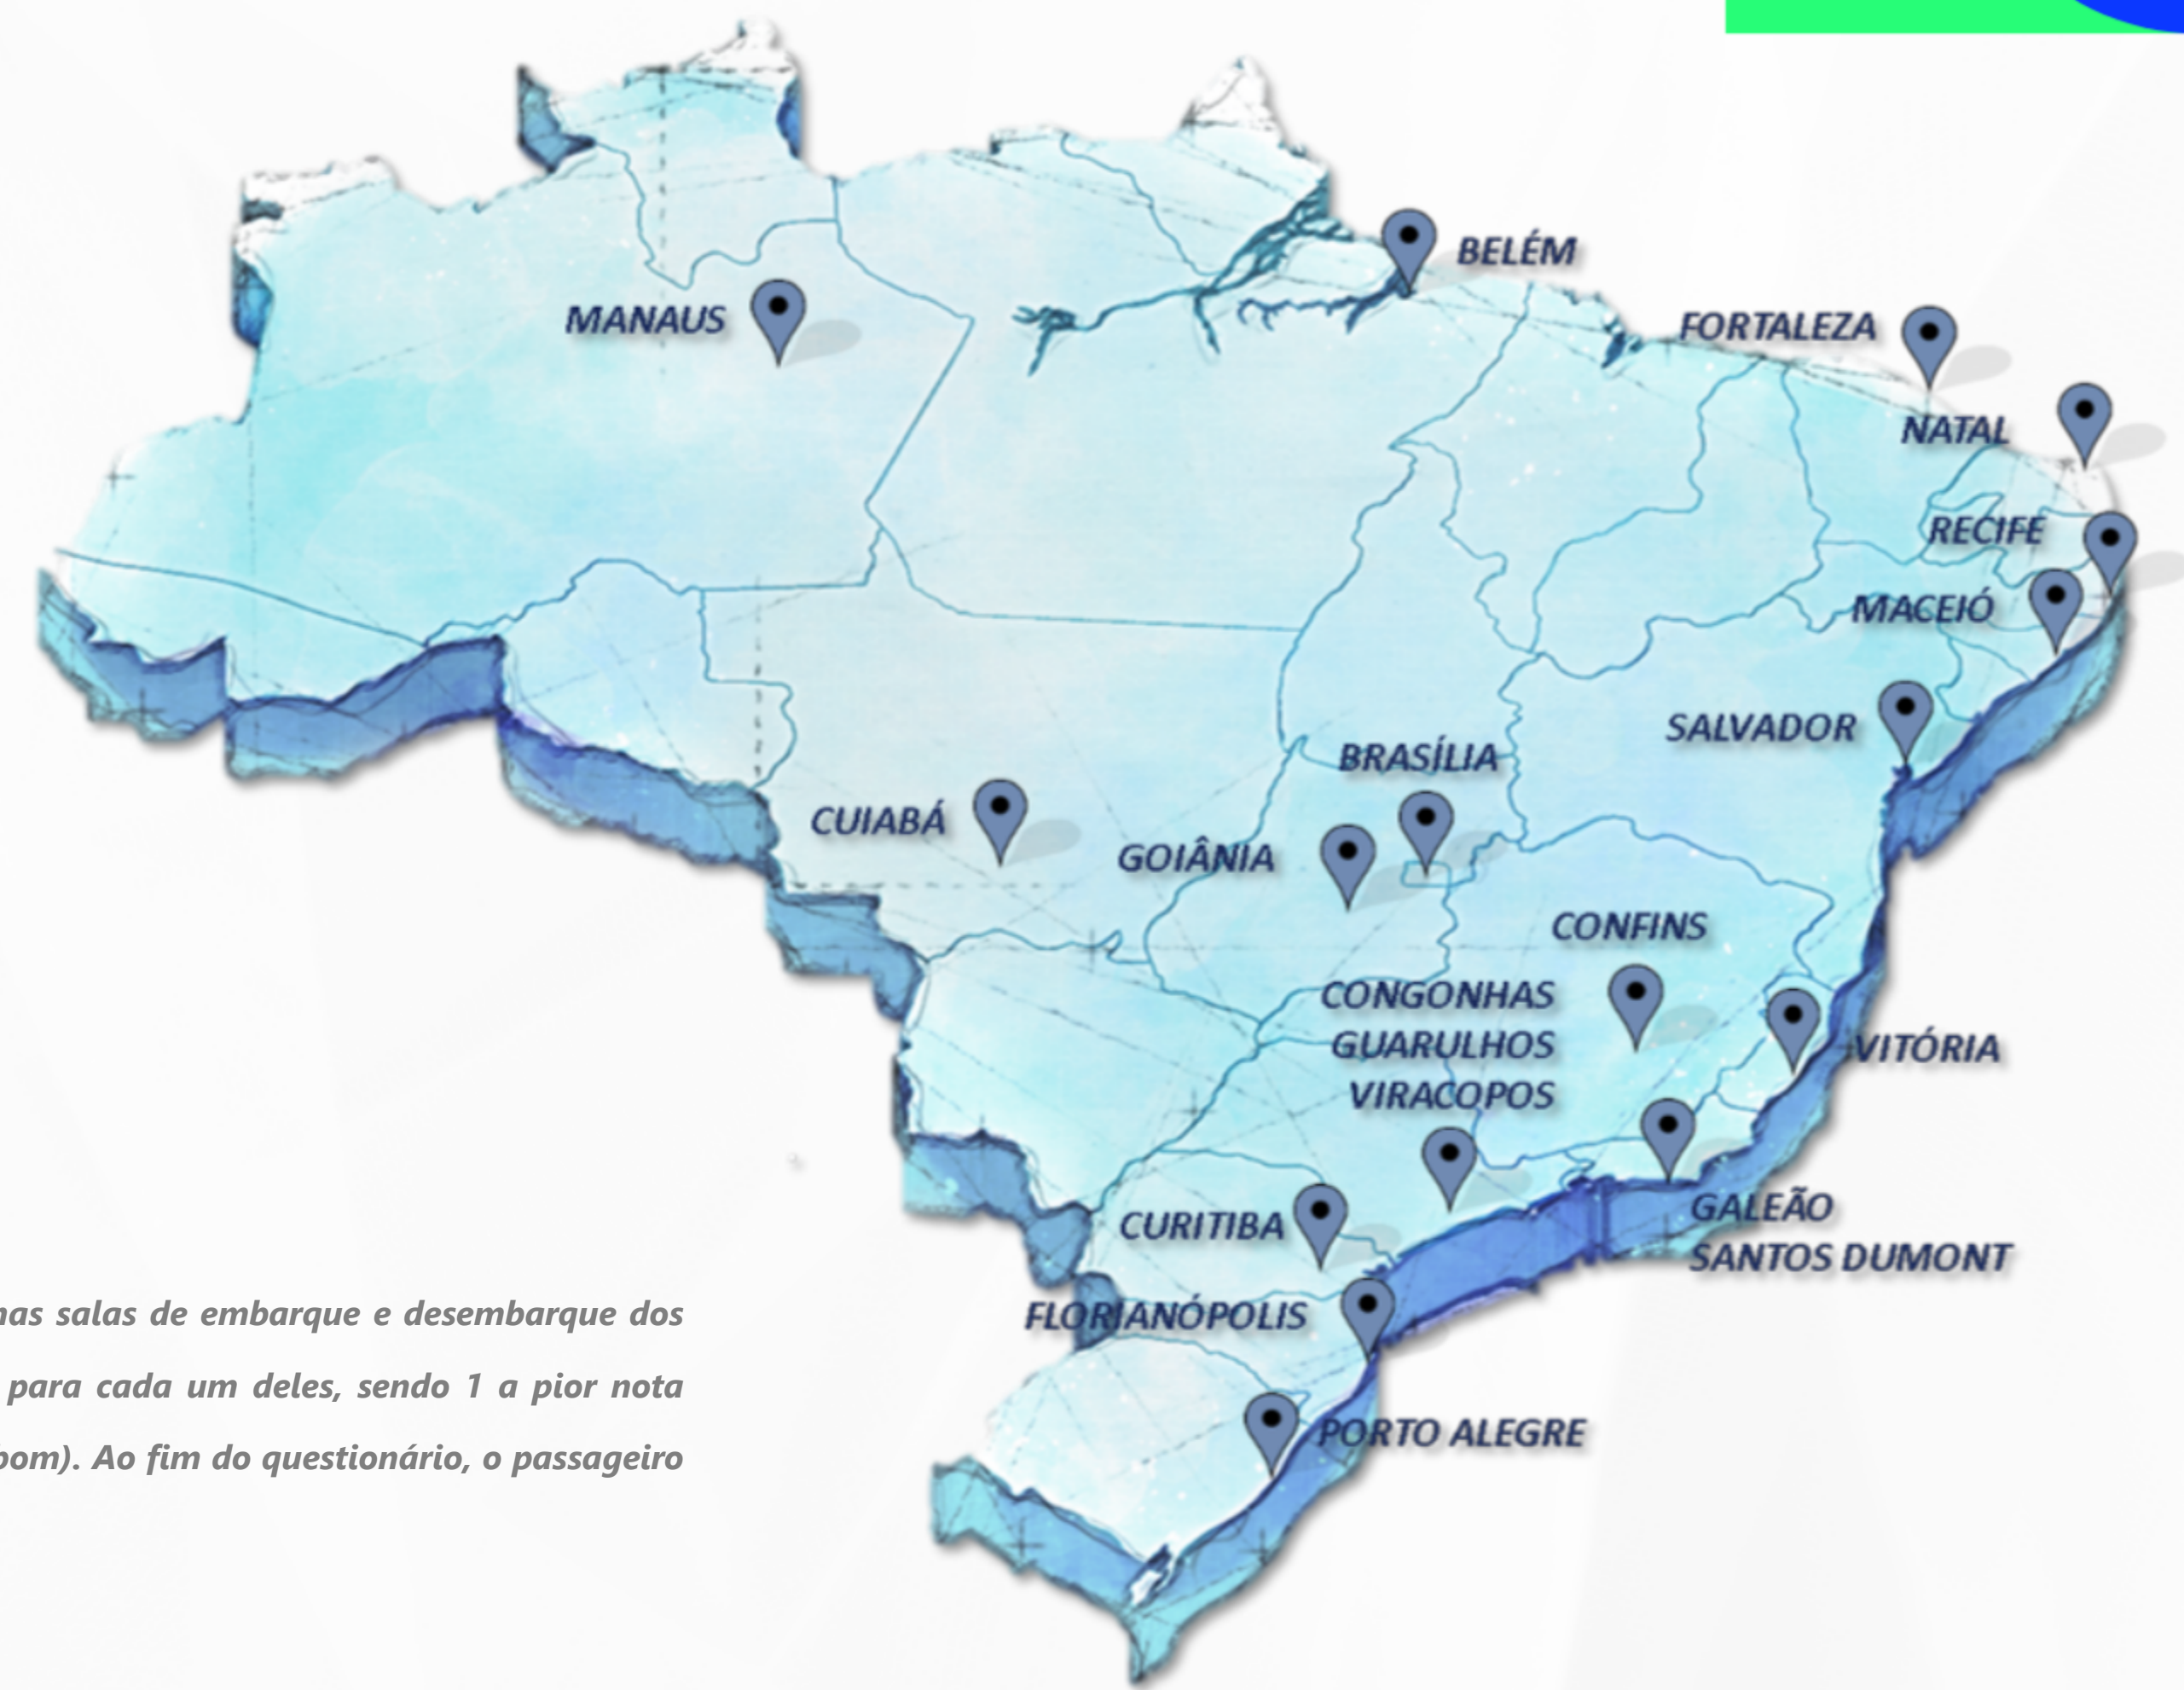 BELÉM
MANAUS
FORTALEZA
NATAL
RECIFE
MACEIÓ
SALVADOR
BRASÍLIA
CUIABÁ
GOIÂNIA
CONFINS
CONGONHAS
GUARULHOS
VIRACOPOS
VITÓRIA
GALEÃO
SANTOS DUMONT
CURITIBA
FLORIANÓPOLIS
PORTO ALEGRE
nas salas de embarque e desembarque dos
para cada um deles, sendo 1 a pior nota
bom). Ao fim do questionário, o passageiro